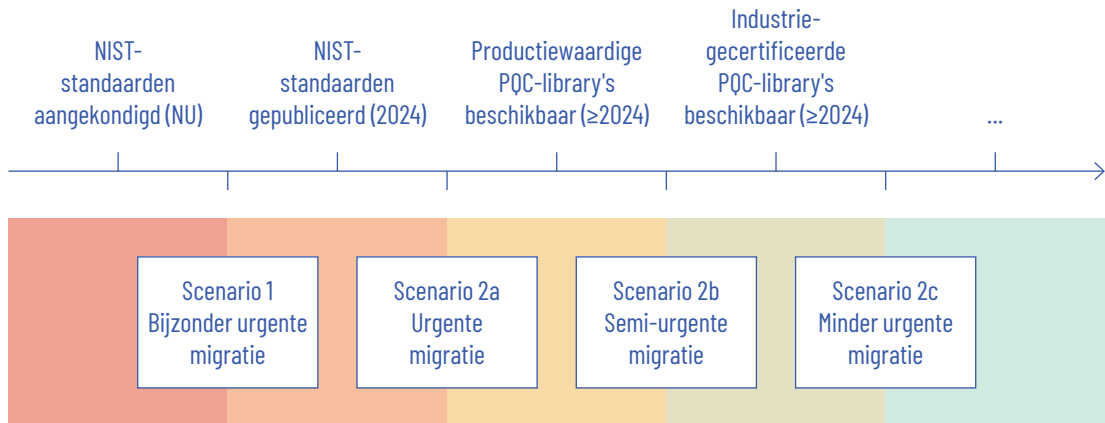 NIST-
standaarden
aangekondigd (NU)
NIST-
standaarden
gepubliceerd (2024)
Productiewaardige
PQC-library's
beschikbaar (≥2024)
Industrie-
gecertificeerde
PQC-library's
beschikbaar (≥2024)
...
Scenario 1
Bijzonder urgente
migratie
Scenario 2a
Urgente
migratie
Scenario 2b
Semi-urgente
migratie
Scenario 2c
Minder urgente
migratie